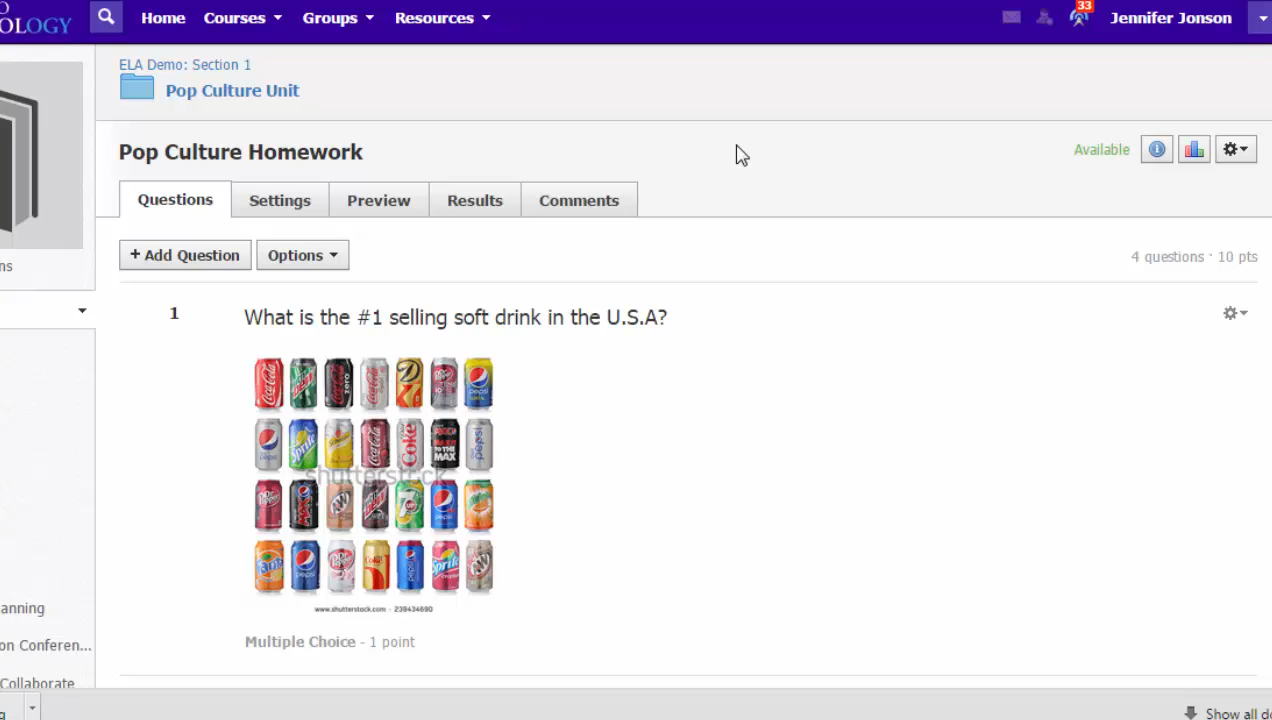 OLOGY
Home
Courses
Groups
Resources
33
Jennifer Jonson
ELA Demo: Section 1
Pop Culture Unit
Pop Culture Homework
Available
Questions
Settings
Preview
Results
Comments
+ Add Question
Options
4 questions · 10 pts
ns
1
What is the #1 selling soft drink in the U.S.A?
shutterstock
www.shutterstock.com · 239434690
Multiple Choice - 1 point
anning
on Conferen...
Collaborate
Show all do